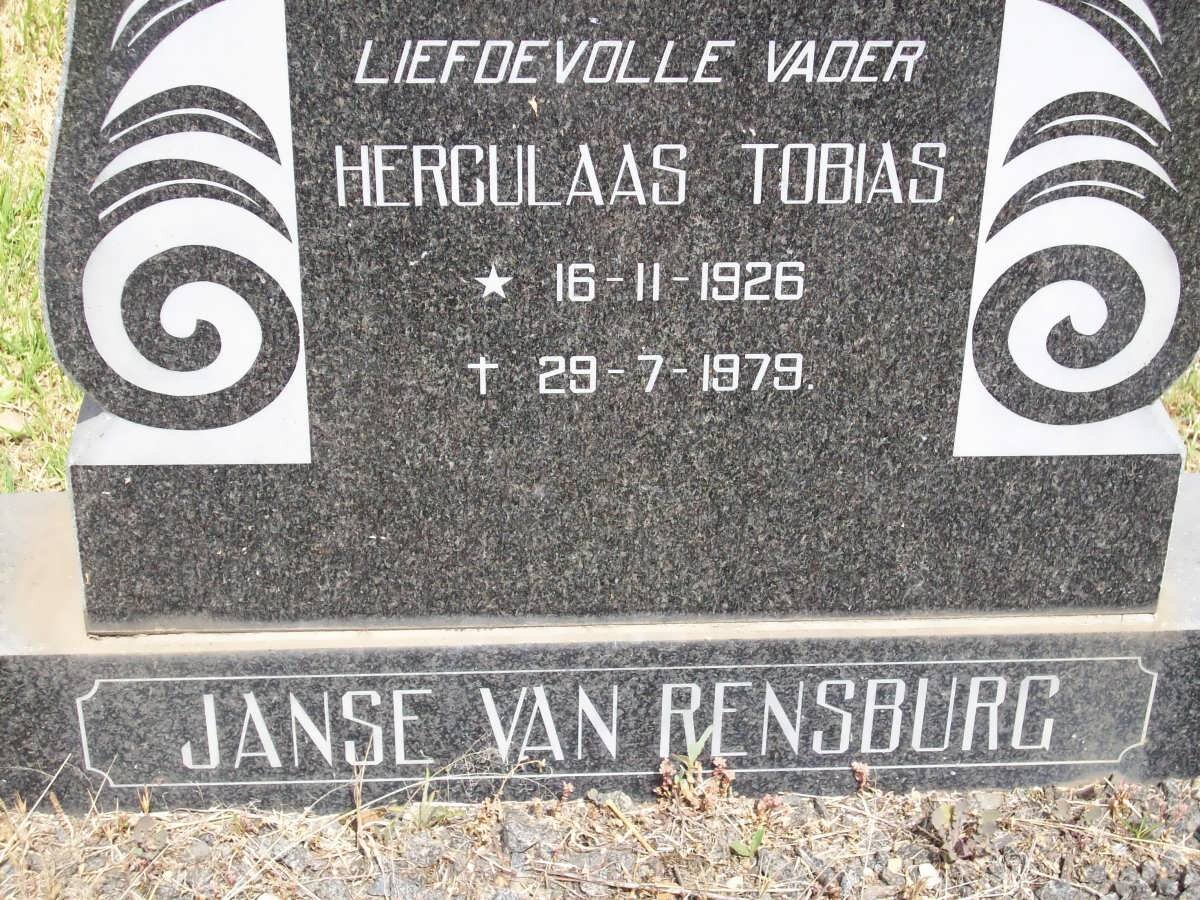 LIEFDEVOLLE VADER
HERCULAAS TOBIAS
★ 16-11-1926
† 29-7-1979.
JANSE VAN RENSBURG